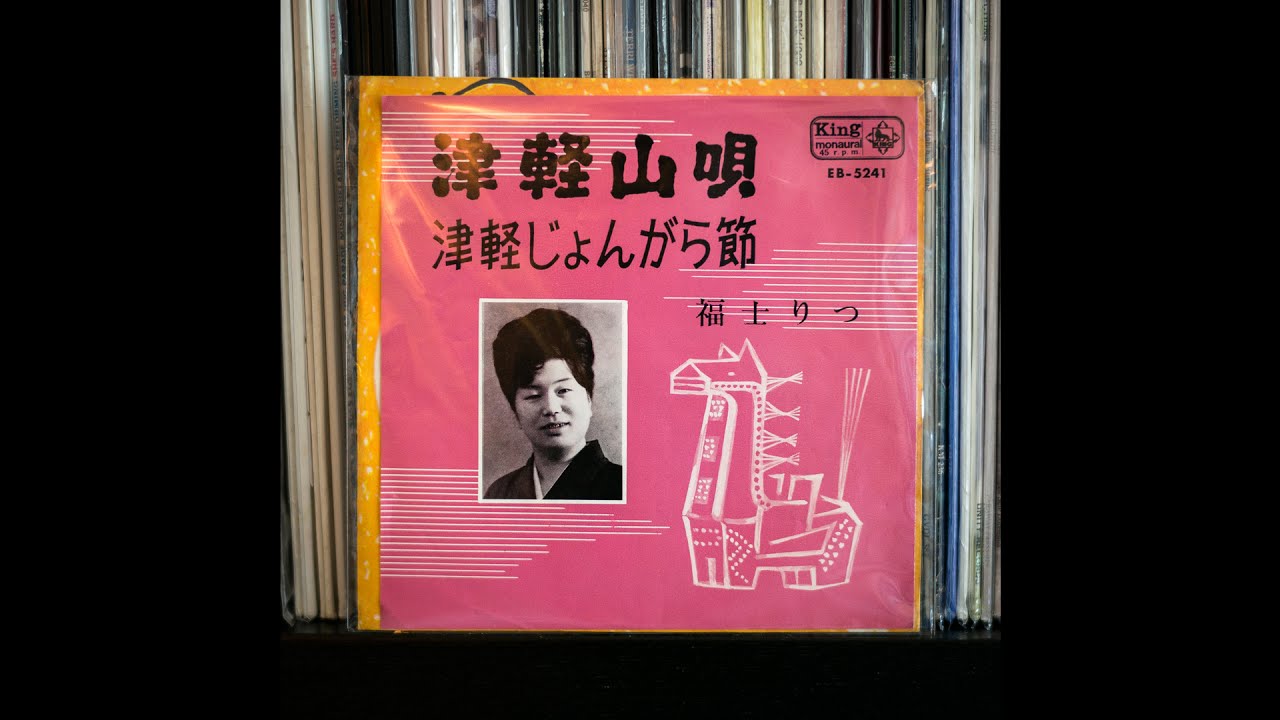 津軽山唄
King
monaural
45 r.p.m.
KING
EB-5241
津軽じょんがら節
福士りつ